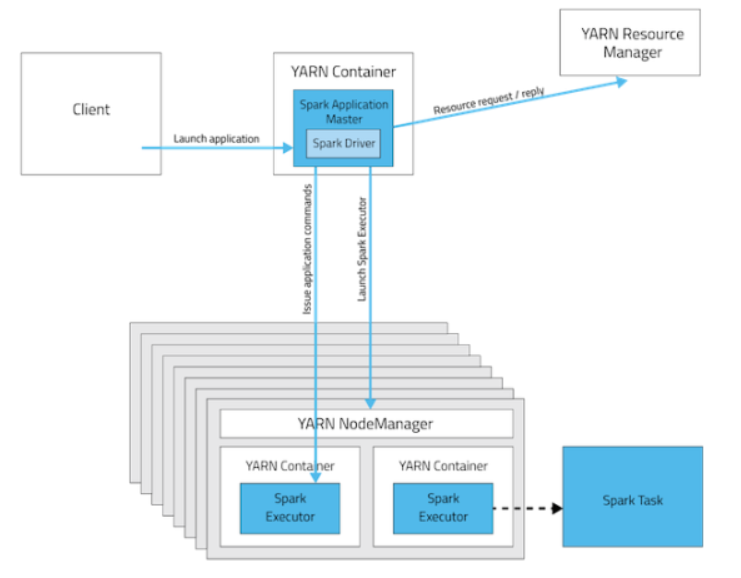 YARN Resource
Manager
YARN Container
Client
Spark Application
Master
Spark Driver
Launch application
Resource request / reply
Issue application commands
Launch Spark Executor
YARN NodeManager
YARN Container
YARN Container
Spark
Executor
Spark
Executor
Spark Task